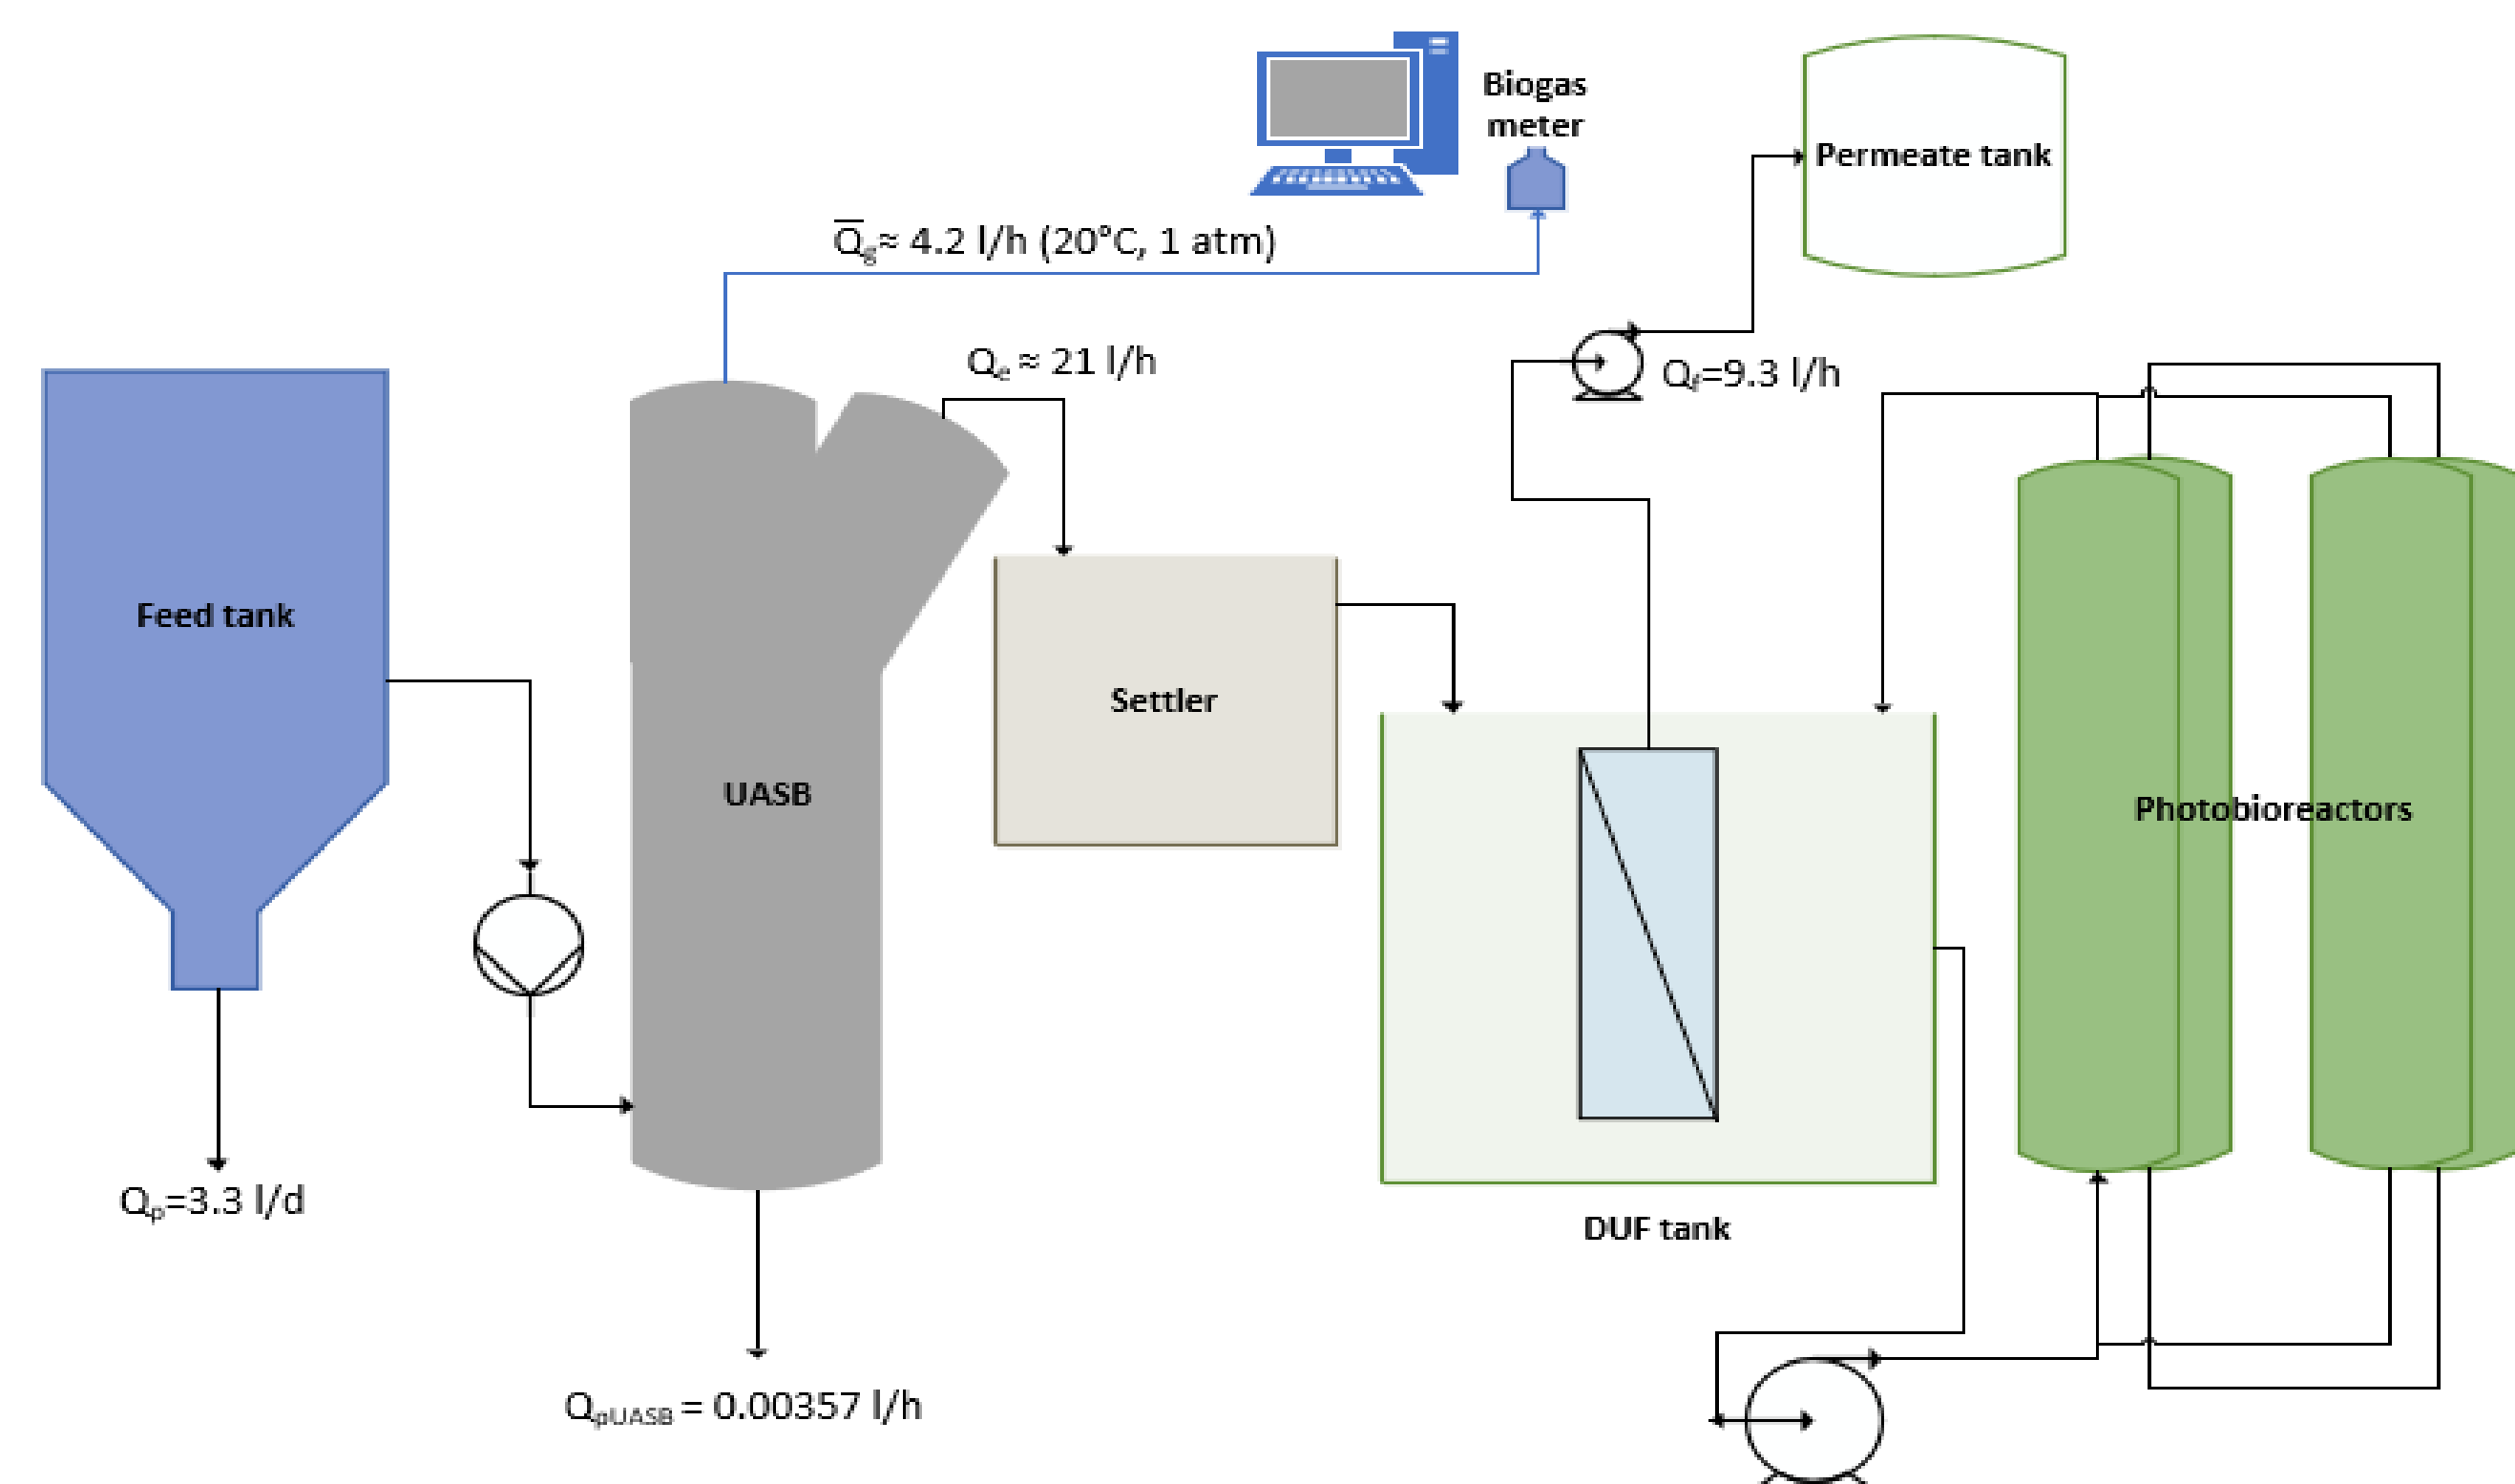 Biogas
meter
Permeate tank
Q̅g≈ 4.2 l/h (20°C, 1 atm)
Qe ≈ 21 l/h
Qf=9.3 l/h
Feed tank
Settler
UASB
Photobioreactors
Qp=3.3 l/d
DUF tank
QpUASB = 0.00357 l/h